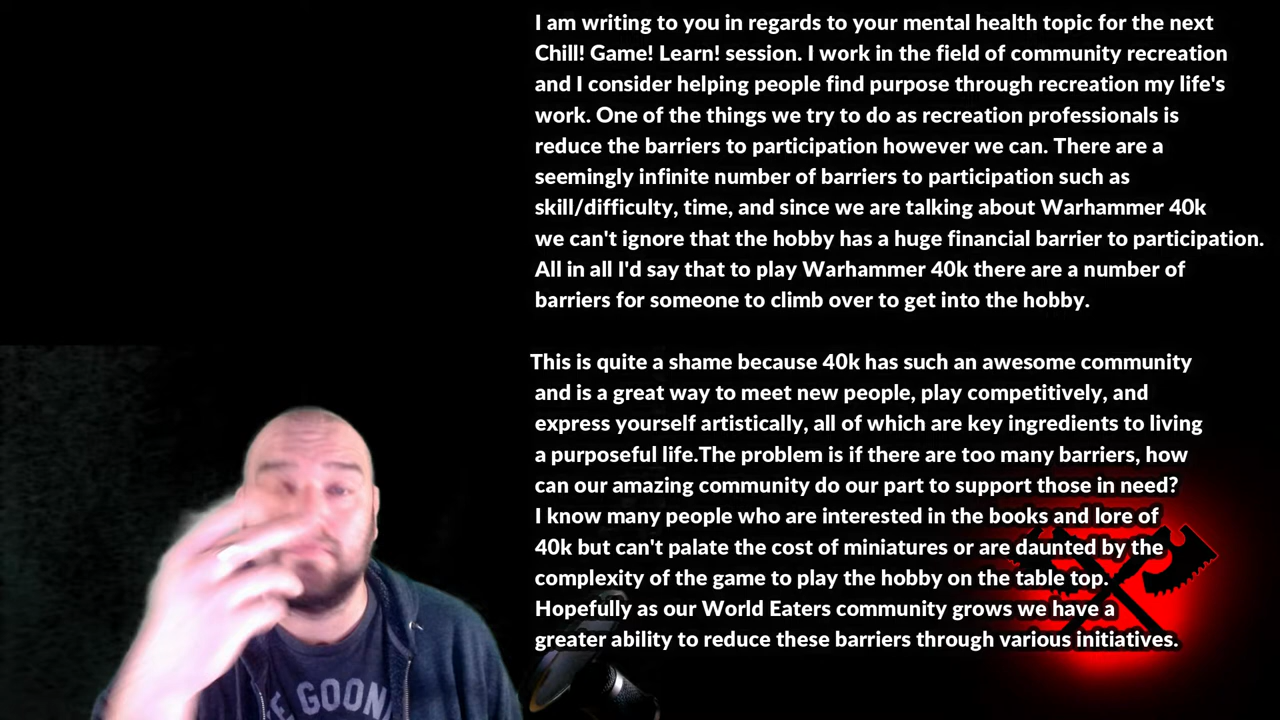 I am writing to you in regards to your mental health topic for the next
Chill! Game! Learn! session. I work in the field of community recreation
and I consider helping people find purpose through recreation my life's
work. One of the things we try to do as recreation professionals is
reduce the barriers to participation however we can. There are a
seemingly infinite number of barriers to participation such as
skill/difficulty, time, and since we are talking about Warhammer 40k
we can't ignore that the hobby has a huge financial barrier to participation.
All in all I'd say that to play Warhammer 40k there are a number of
barriers for someone to climb over to get into the hobby.
This is quite a shame because 40k has such an awesome community
and is a great way to meet new people, play competitively, and
express yourself artistically, all of which are key ingredients to living
a purposeful life.The problem is if there are too many barriers, how
can our amazing community do our part to support those in need?
I know many people who are interested in the books and lore of
40k but can't palate the cost of miniatures or are daunted by the
complexity of the game to play the hobby on the table top.
Hopefully as our World Eaters community grows we have a
greater ability to reduce these barriers through various initiatives.
GOON